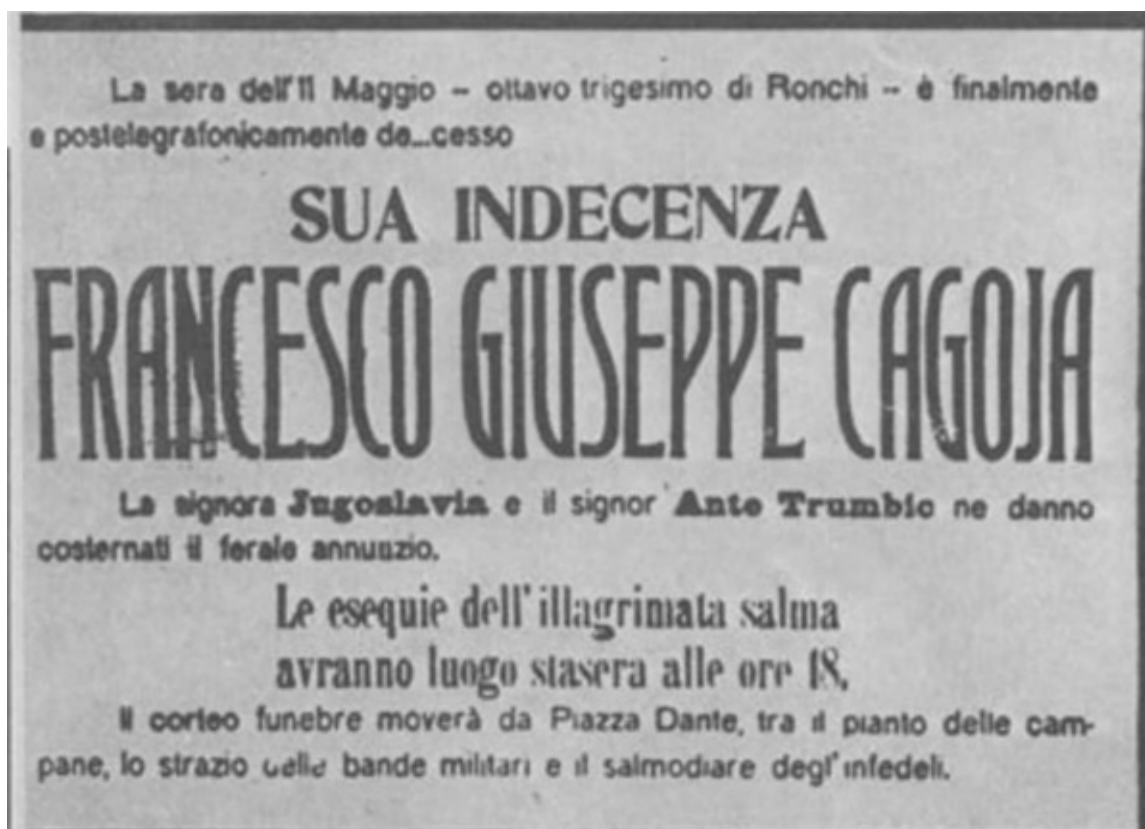 La sera dell'11 Maggio - ottavo trigesimo di Ronchi - è finalmente
e postelegrafonicamente de...cesso
SUA INDECENZA
FRANCESCO GIUSEPPE CAGOJA
La signora Jugoslavia e il signor Ante Trumbic ne danno
costernati il ferale annunzio.
Le esequie dell'illagrimata salma
avranno luogo stasera alle ore 18.
Il corteo funebre moverà da Piazza Dante, tra il pianto delle cam-
pane, lo strazio delle bande militari e il salmodiare degl'infedeli.